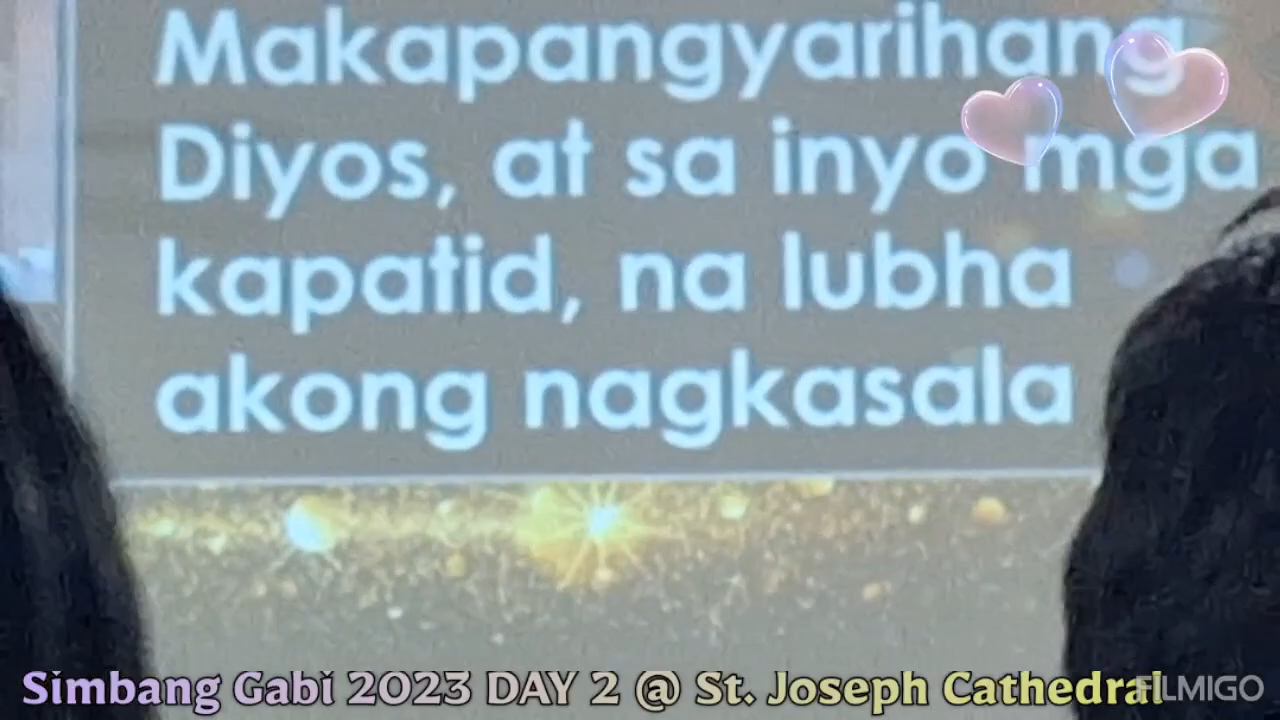 Makapangyarihang
Diyos, at sa inyo mga
kapatid, na lubha
akong nagkasala
Simbang Gabi 2023 DAY 2 @ St. Joseph Cathedral
FILMIGO